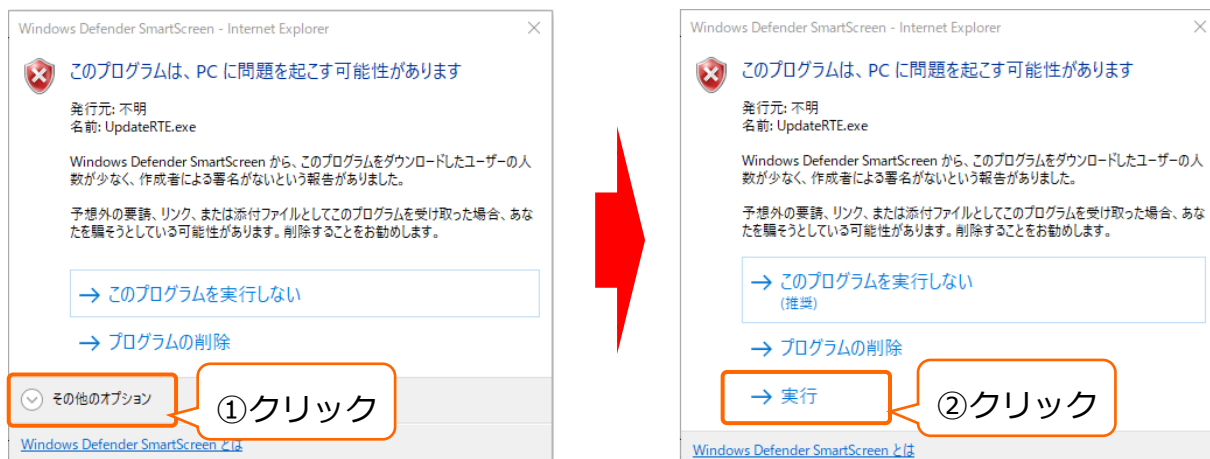 Windows Defender SmartScreen - Internet Explorer
このプログラムは、PC に問題を起こす可能性があります
発行元: 不明
名前: UpdateRTE.exe
Windows Defender SmartScreen から、このプログラムをダウンロードしたユーザーの人
数が少なく、作成者による署名がないという報告がありました。
予想外の要請、リンク、または添付ファイルとしてこのプログラムを受け取った場合、あな
たを騙そうとしている可能性があります。削除することをお勧めします。
→ このプログラムを実行しない
→ プログラムの削除
その他のオプション
①クリック
Windows Defender SmartScreen とは
Windows Defender SmartScreen - Internet Explorer
このプログラムは、PC に問題を起こす可能性があります
発行元: 不明
名前: UpdateRTE.exe
Windows Defender SmartScreen から、このプログラムをダウンロードしたユーザーの人
数が少なく、作成者による署名がないという報告がありました。
予想外の要請、リンク、または添付ファイルとしてこのプログラムを受け取った場合、あな
たを騙そうとしている可能性があります。削除することをお勧めします。
→ このプログラムを実行しない
(推奨)
→ プログラムの削除
→ 実行
②クリック
Windows Defender SmartScreen とは